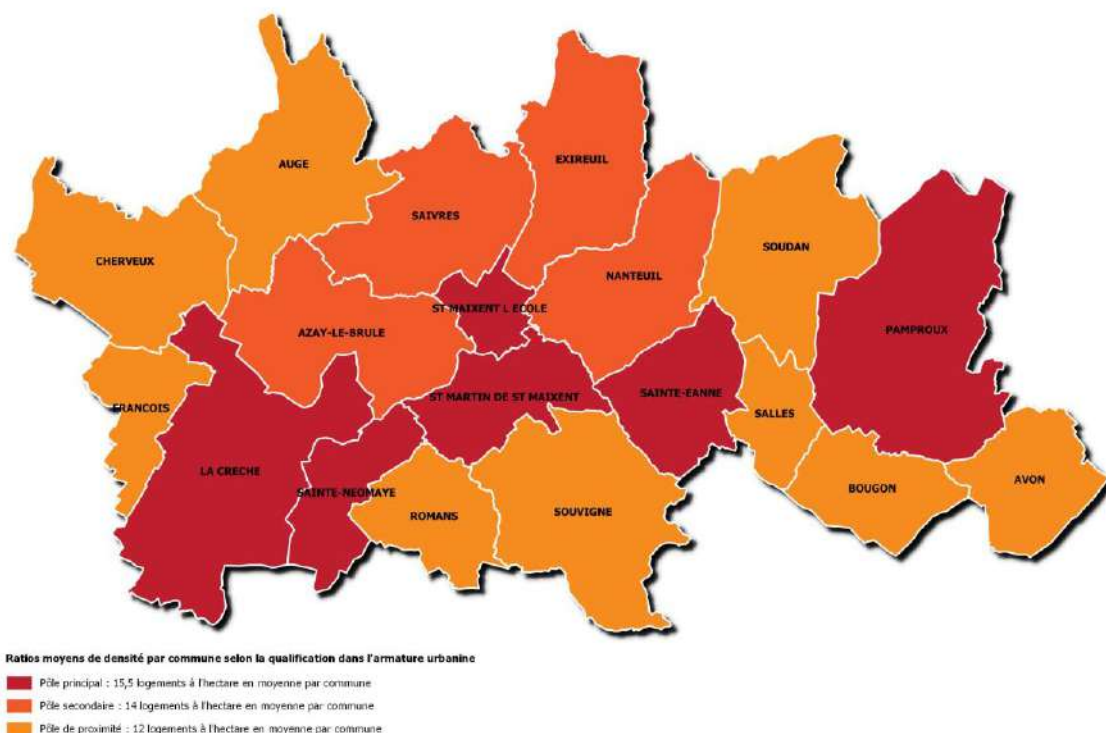 EXIREUIL
AUGE
SAIVRES
SOUDAN
CHERVEUX
NANTEUIL
ST MAIXENT L ECOLE
AZAY-LE-BRULE
PAMPROUX
SAINTE-EANNE
ST MARTIN DE ST MAIXENT
FRANCOIS
SALLES
LA CRECHE
AVON
BOUGON
SAINTE-NEOMAYE
SOUVIGNE
ROMANS
Ratios moyens de densité par commune selon la qualification dans l'armature urbanine
Pôle principal : 15,5 logements à l'hectare en moyenne par commune
Pôle secondaire : 14 logements à l'hectare en moyenne par commune
Pôle de proximité : 12 logements à l'hectare en moyenne par commune